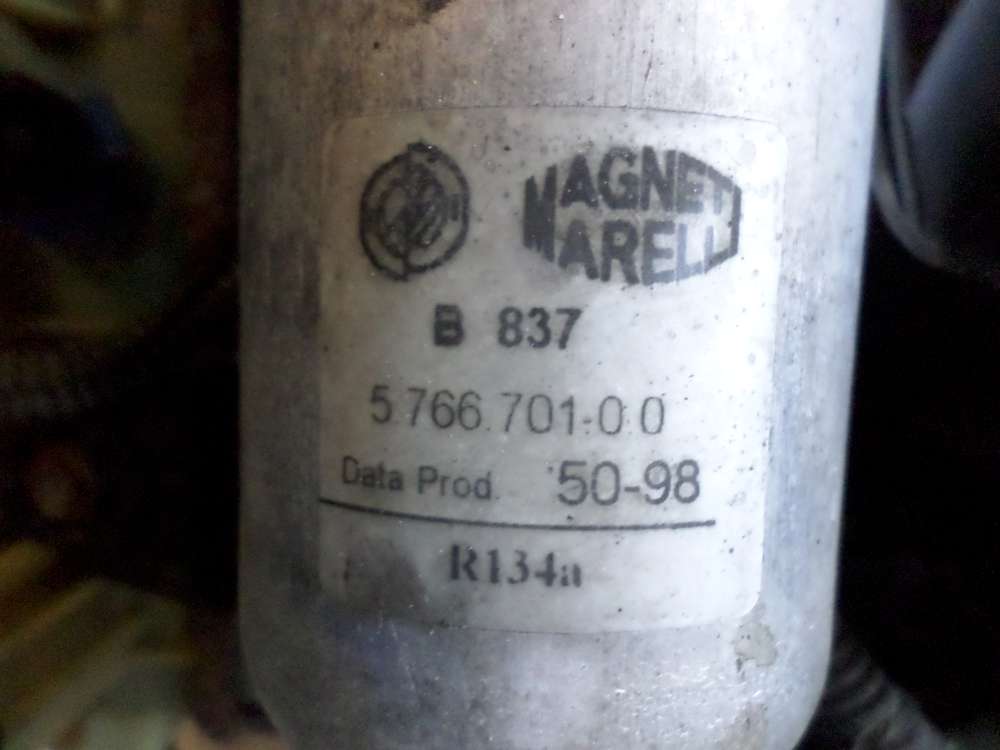 MAGNETI
MARELLI
B 837
5.766.701.0.0
Data Prod. 50-98
R134a